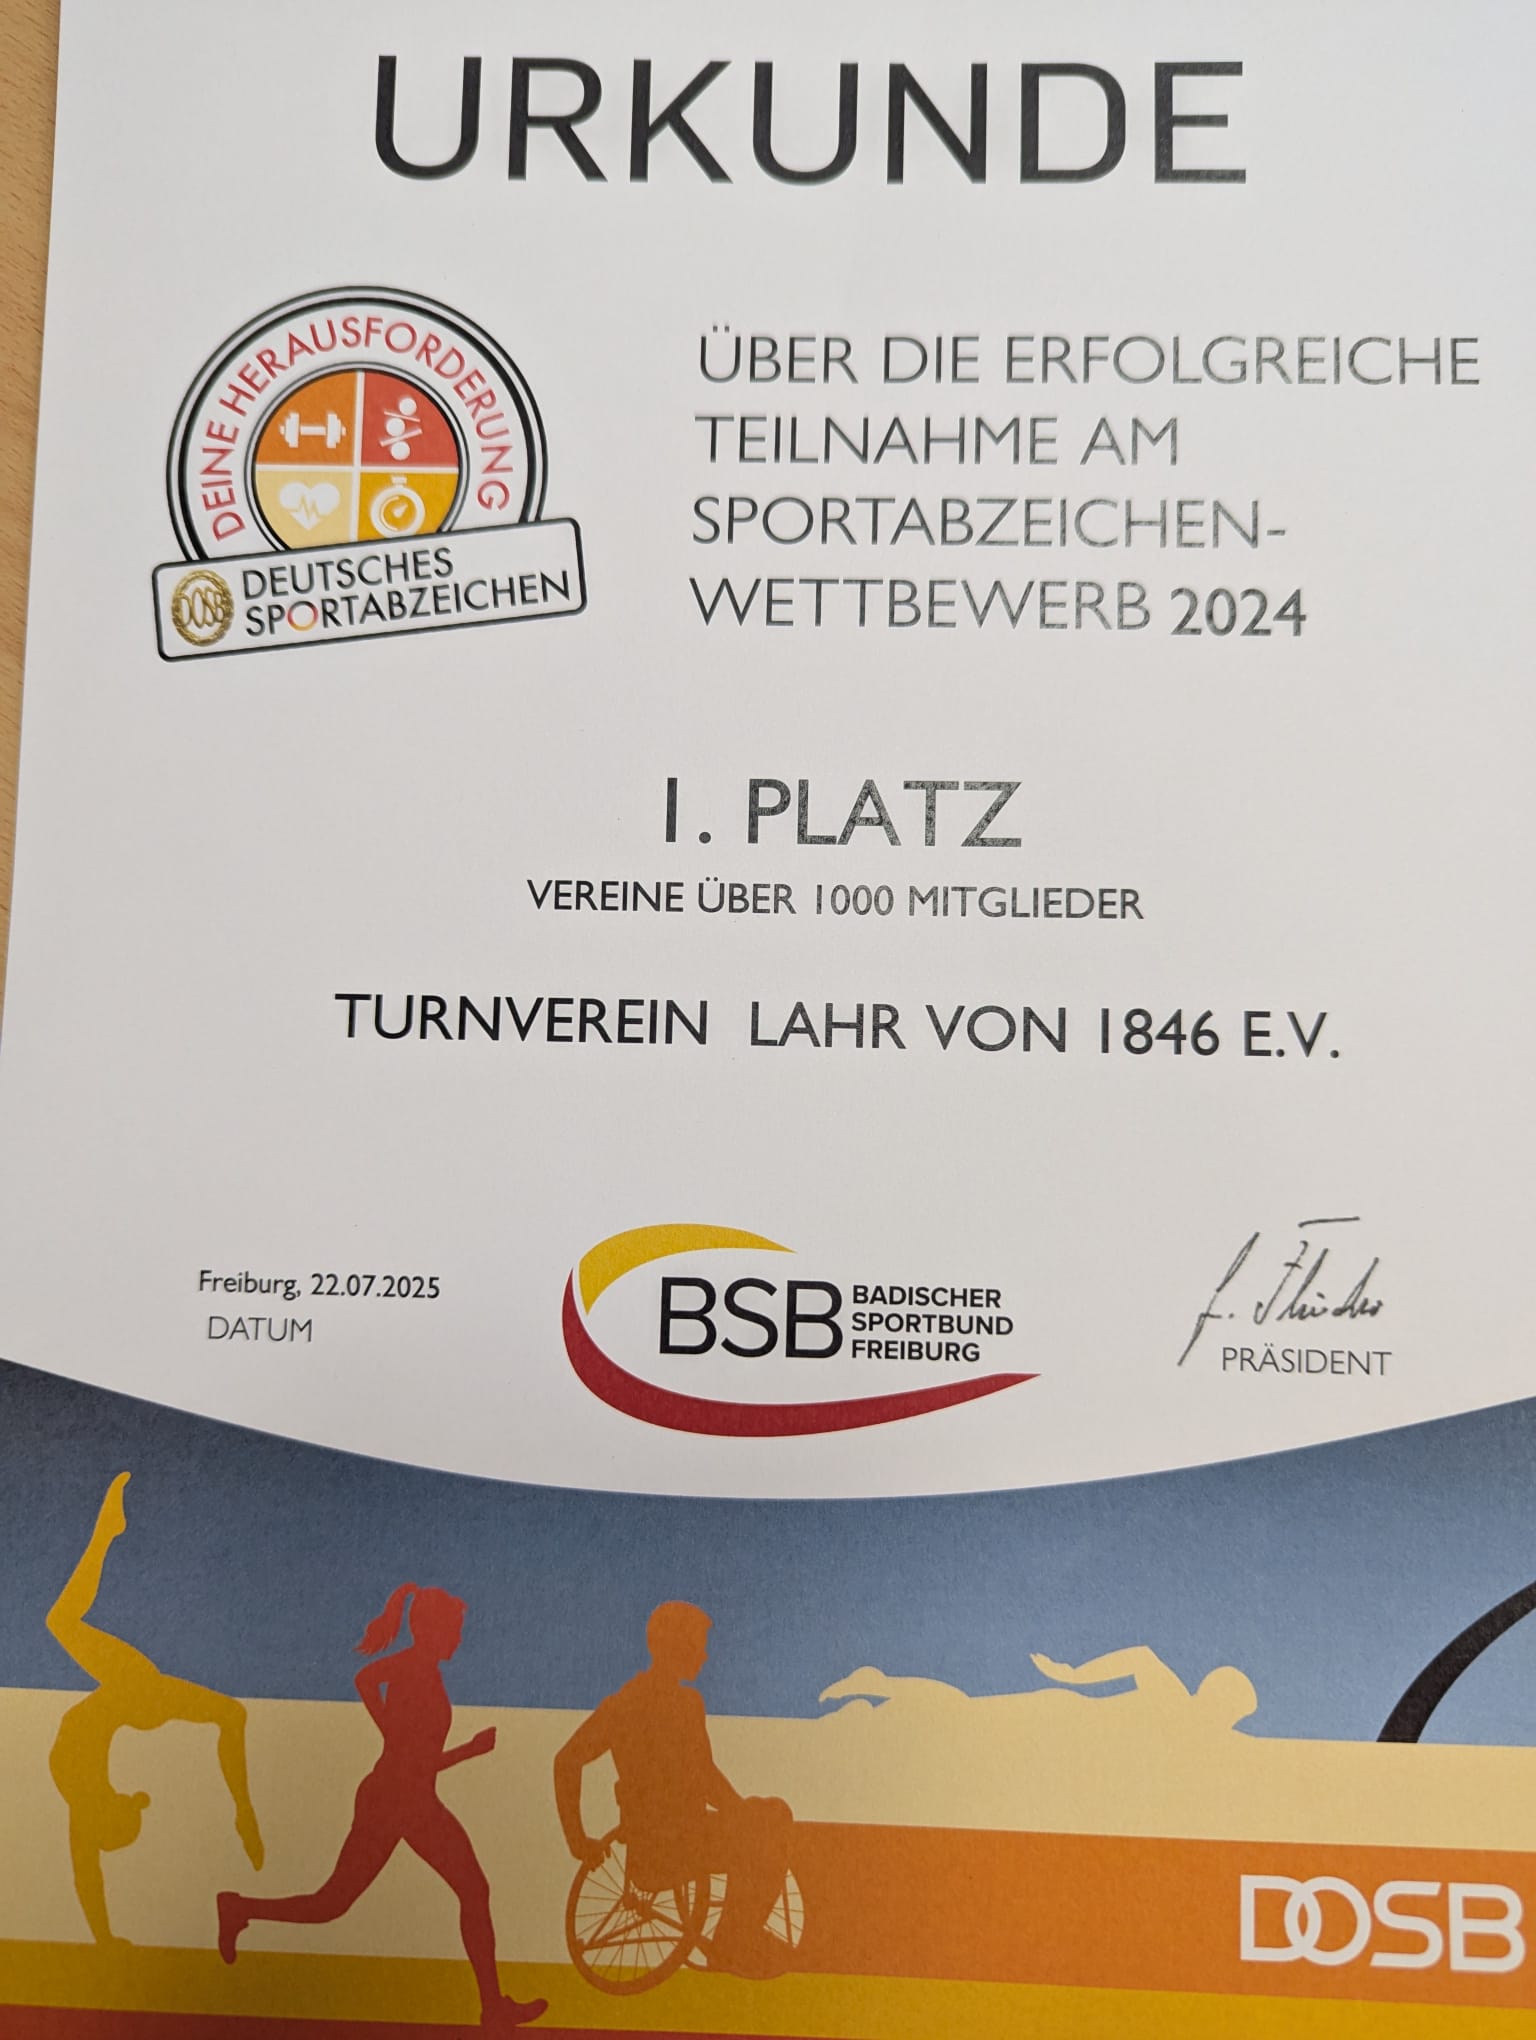 URKUNDE
DEINE HERAUSFORDERUNG
DOSB
DEUTSCHES
SPORTABZEICHEN
ÜBER DIE ERFOLGREICHE
TEILNAHME AM
SPORTABZEICHEN-
WETTBEWERB 2024
1. PLATZ
VEREINE ÜBER 1000 MITGLIEDER
TURNVEREIN LAHR VON 1846 E.V.
Freiburg, 22.07.2025
DATUM
BSB
BADISCHER
SPORTBUND
FREIBURG
PRÄSIDENT
DOSB